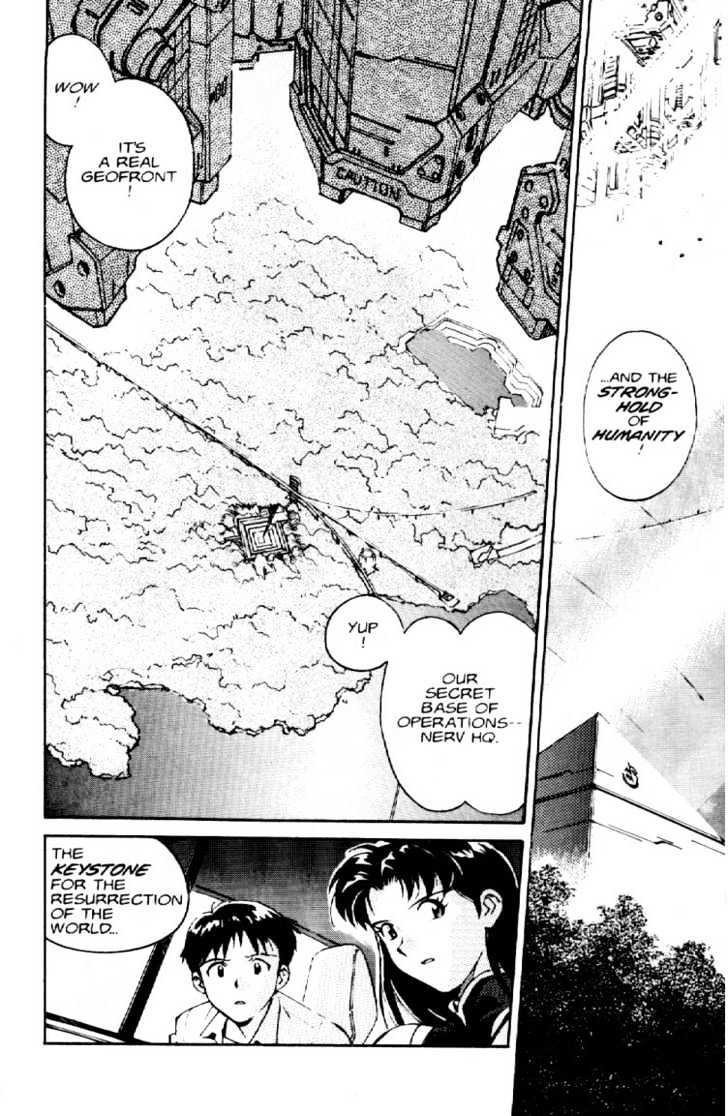 WOW
!
IT'S
A REAL
GEOFRONT
!
CAUTION
YUP
!
OUR
SECRET
BASE OF
OPERATIONS--
NERV HQ.
THE
KEYSTONE
FOR THE
RESURRECTION
OF THE
WORLD...
...AND THE
STRONG-
HOLD
OF
HUMANITY
!